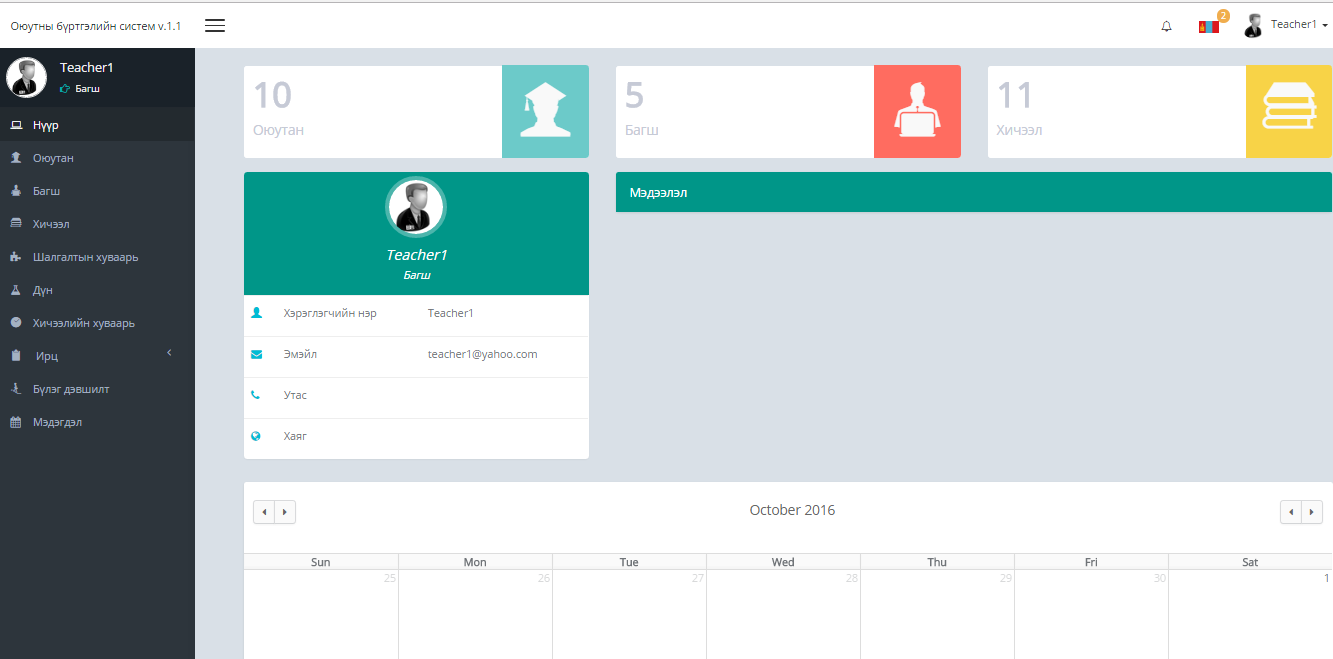 Оюутны бүртгэлийн систем v.1.1
2
Teacher1
Teacher1
Багш
Нүүр
Оюутан
Багш
Хичээл
Шалгалтын хуваарь
Дүн
Хичээлийн хуваарь
Ирц
Бүлэг дэвшилт
Мэдэгдэл
10
Оюутан
5
Багш
11
Хичээл
Teacher1
Багш
Хэрэглэгчийн нэр Teacher1
Эмэйл teacher1@yahoo.com
Утас
Хаяг
Мэдээлэл
October 2016
Sun Mon Tue Wed Thu Fri Sat
25 26 27 28 29 30 1